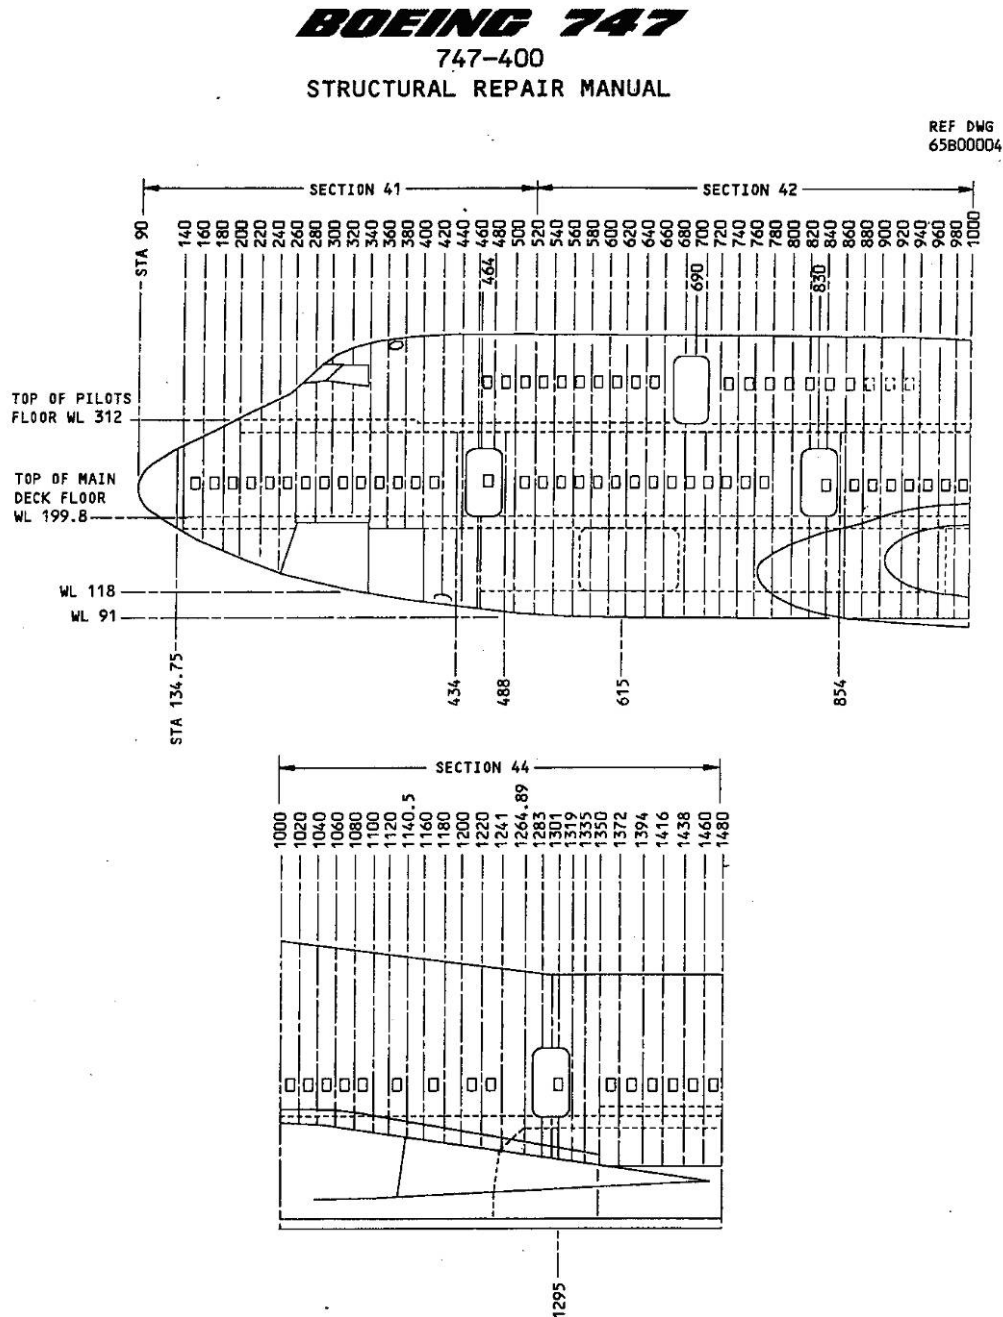 BOEING 747
747-400
STRUCTURAL REPAIR MANUAL
REF DWG
65B00004
SECTION 41 SECTION 42
STA 90 140 160 180 200 220 240 260 280 300 320 340 360 380 400 420 440 460 480 500 520 540 560 580 600 620 640 660 680 700 720 740 760 780 800 820 840 860 880 900 920 940 960 980 1000
464 690 830
TOP OF PILOTS
FLOOR WL 312
TOP OF MAIN
DECK FLOOR
WL 199.8
WL 118
WL 91
STA 134.75 434 488 615 854
SECTION 44
1000 1020 1040 1060 1080 1100 1120 1140.5 1160 1180 1200 1220 1241 1264.89 1283 1301 1319 1335 1350 1372 1394 1416 1438 1460 1480
1295